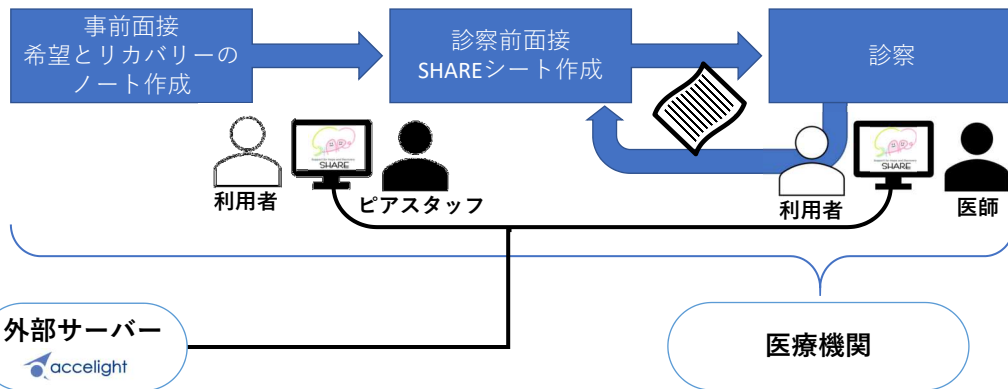 事前面接
希望とリカバリーの
ノート作成
診察前面接
SHAREシート作成
診察
SHARE
SHARE
利用者
ピアスタッフ
利用者
医師
外部サーバー
accelight
医療機関